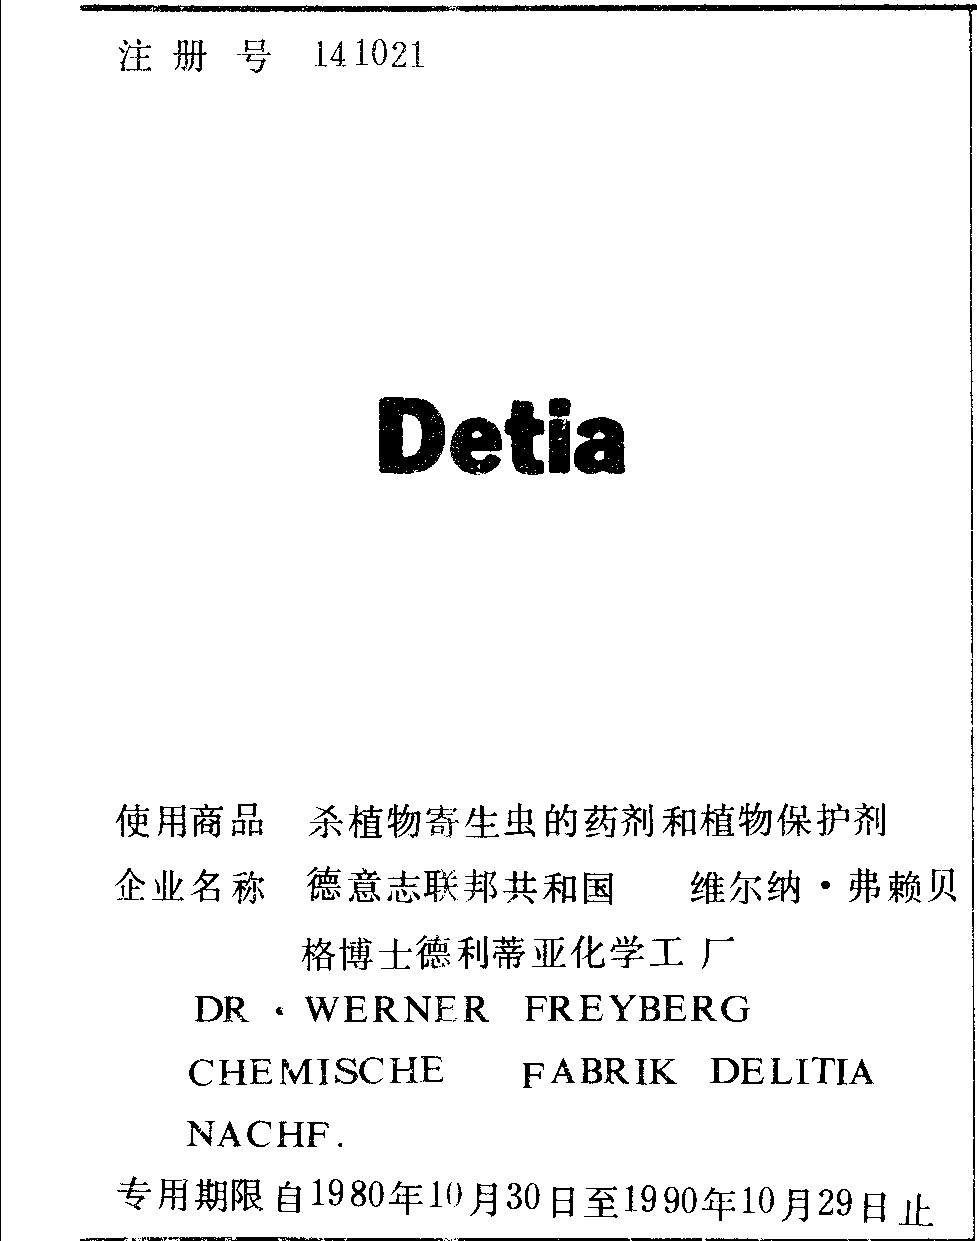 注册号 141021
Detia
使用商品 杀植物寄生虫的药剂和植物保护剂
企业名称 德意志联邦共和国 维尔纳·弗赖贝
格博士德利蒂亚化学工厂
DR · WERNER FREYBERG
CHEMISCHE FABRIK DELITIA
NACHF.
专用期限自1980年10月30日至1990年10月29日止